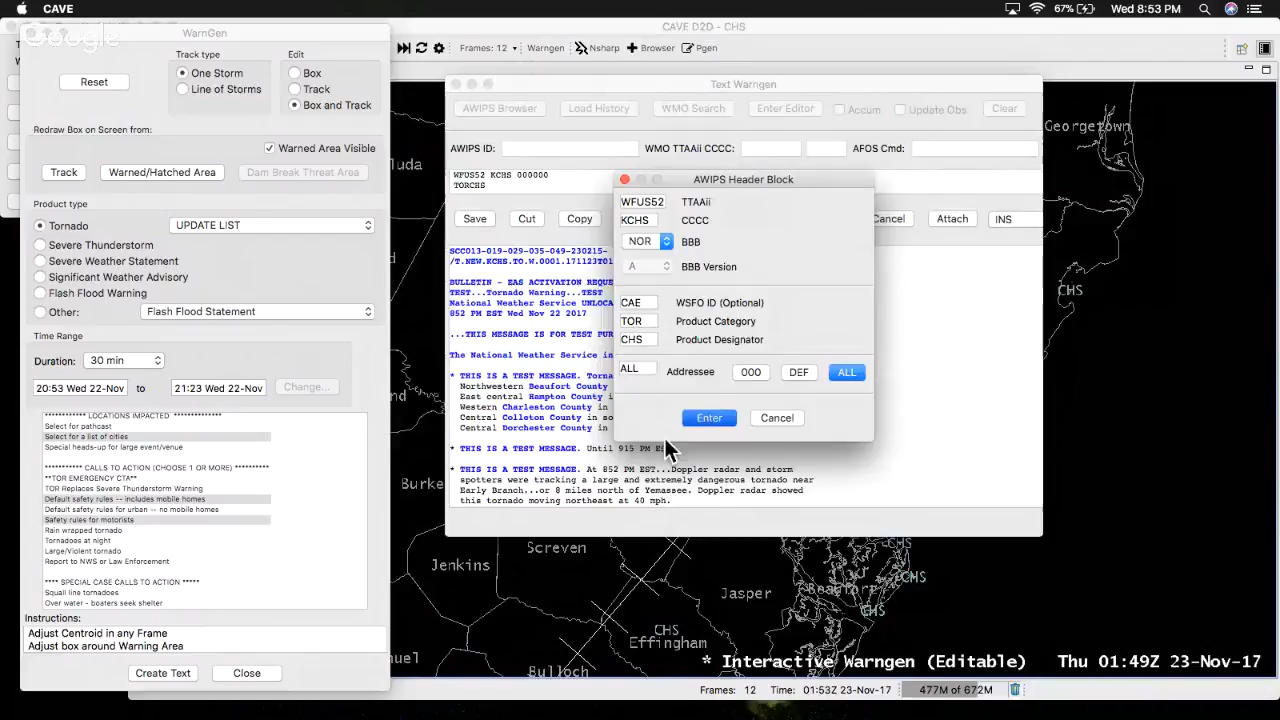 CAVE
67%
Wed 8:53 PM
Google
WarnGen
Track type
Edit
Reset
One Storm
Line of Storms
Box
Track
Box and Track
Redraw Box on Screen from:
Warned Area Visible
Track
Warned/Hatched Area
Dam Break Threat Area
Product type
Tornado
UPDATE LIST
Severe Thunderstorm
Severe Weather Statement
Significant Weather Advisory
Flash Flood Warning
Other:
Flash Flood Statement
Time Range
Duration:
30 min
20:53 Wed 22-Nov
to
21:23 Wed 22-Nov
Change...
************ LOCATIONS IMPACTED **************
Select for pathcast
Select for a list of cities
Special heads-up for large event/venue
*********** CALLS TO ACTION (CHOOSE 1 OR MORE) **********
**TOR EMERGENCY CTA**
TOR Replaces Severe Thunderstorm Warning
Default safety rules -- includes mobile homes
Default safety rules for urban -- no mobile homes
Safety rules for motorists
Rain wrapped tornado
Tornadoes at night
Large/Violent tornado
Report to NWS or Law Enforcement
**** SPECIAL CASE CALLS TO ACTION *****
Squall line tornadoes
Over water - boaters seek shelter
Instructions:
Adjust Centroid in any Frame
Adjust box around Warning Area
Create Text
Close
CAVE D2D - CHS
Frames: 12
Warngen
Nsharp
Browser
Pgen
Text Warngen
AWIPS Browser
Load History
WMO Search
Enter Editor
Accum
Update Obs
Clear
AWIPS ID:
WMO TTAAii CCCC:
AFOS Cmd:
WFUS52 KCHS 000000
TORCHS
Save
Cut
Copy
Cancel
Attach
INS
SCC013-019-029-035-049-230215-
/T.NEW.KCHS.TO.W.0001.171123T01
BULLETIN - EAS ACTIVATION REQUE
TEST...Tornado Warning...TEST
National Weather Service UNLOCA
852 PM EST Wed Nov 22 2017
...THIS MESSAGE IS FOR TEST PUR
The National Weather Service in
* THIS IS A TEST MESSAGE. Torna
Northwestern Beaufort County
East central Hampton County i
Western Charleston County in
Central Colleton County in so
Central Dorchester County in
* THIS IS A TEST MESSAGE. Until 915 PM ES
* THIS IS A TEST MESSAGE. At 852 PM EST...Doppler radar and storm
spotters were tracking a large and extremely dangerous tornado near
Early Branch...or 8 miles north of Yemassee. Doppler radar showed
this tornado moving northeast at 40 mph.
AWIPS Header Block
WFUS52
TTAAii
KCHS
CCCC
NOR
BBB
A
BBB Version
CAE
WSFO ID (Optional)
TOR
Product Category
CHS
Product Designator
ALL
Addressee
000
DEF
ALL
Enter
Cancel
Georgetown
CHS
luda
Burke
Screven
Jenkins
CHS
CHS
Jasper
Beaufort
CHS
CHS
Effingham
Bulloch
uel
* Interactive Warngen (Editable)
Thu 01:49Z 23-Nov-17
Frames: 12
Time: 01:53Z 23-Nov-17
477M of 672M